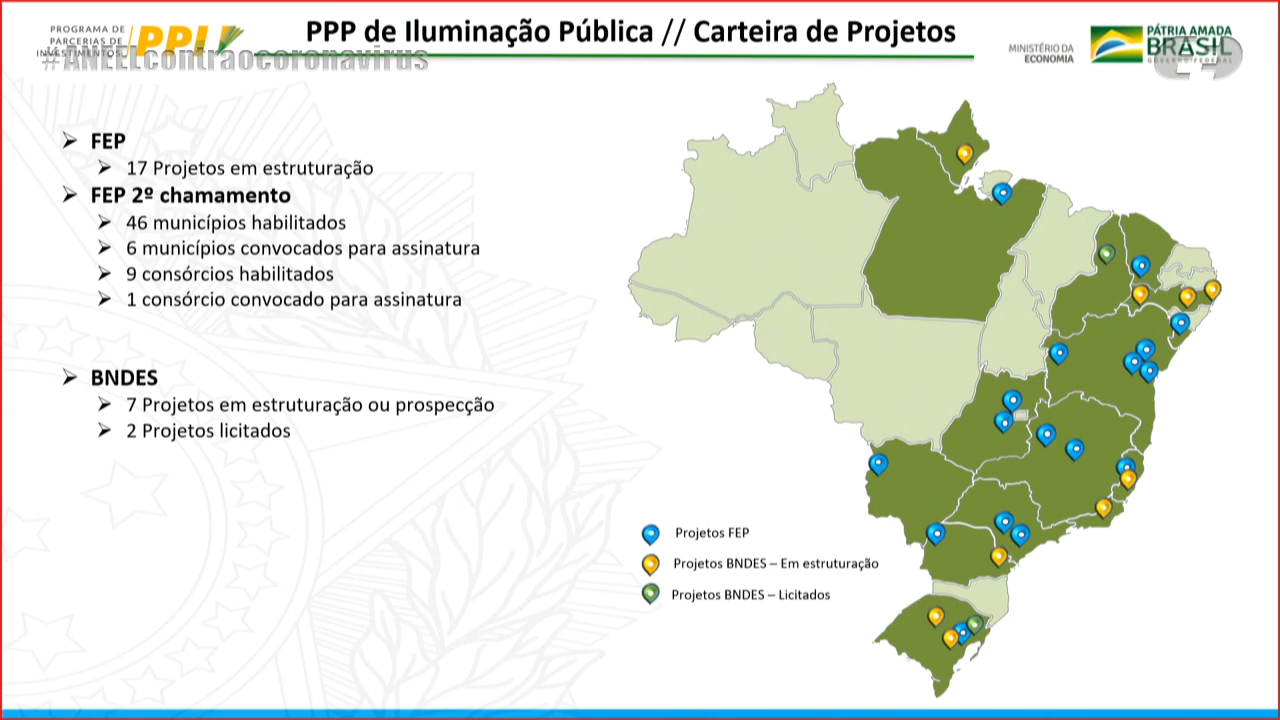 PROGRAMA DE
PARCERIAS DE
INVESTIMENTOS
PPI
#ANEELcontraocoronavírus
PPP de Iluminação Pública // Carteira de Projetos
MINISTÉRIO DA
ECONOMIA
PÁTRIA AMADA
BRASIL
GOVERNO FEDERAL
FEP
17 Projetos em estruturação
FEP 2º chamamento
46 municípios habilitados
6 municípios convocados para assinatura
9 consórcios habilitados
1 consórcio convocado para assinatura
BNDES
7 Projetos em estruturação ou prospecção
2 Projetos licitados
Projetos FEP
Projetos BNDES – Em estruturação
Projetos BNDES – Licitados